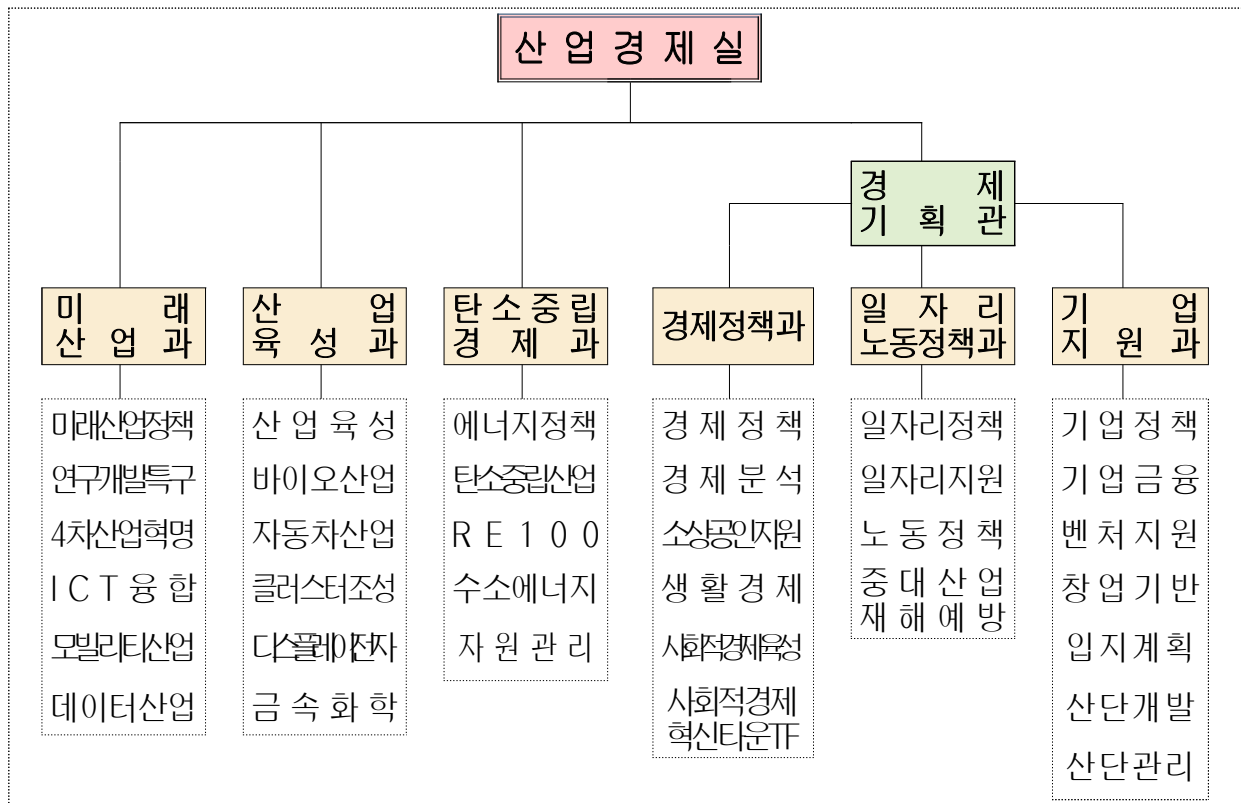 산업경제실
경제
기획관
미래
산업과
산업
육성과
탄소중립
경제과
경제정책과
일자리
노동정책과
기업
지원과
미래산업정책
연구개발특구
4차산업혁명
ICT융합
모빌리티산업
데이터산업
산업육성
바이오산업
자동차산업
클러스터조성
디스플레이전자
금속화학
에너지정책
탄소중립산업
RE100
수소에너지
자원관리
경제정책
경제분석
소상공인지원
생활경제
사회적경제육성
사회적경제
혁신타운TF
일자리정책
일자리지원
노동정책
중대산업
재해예방
기업정책
기업금융
벤처지원
창업기반
입지계획
산단개발
산단관리